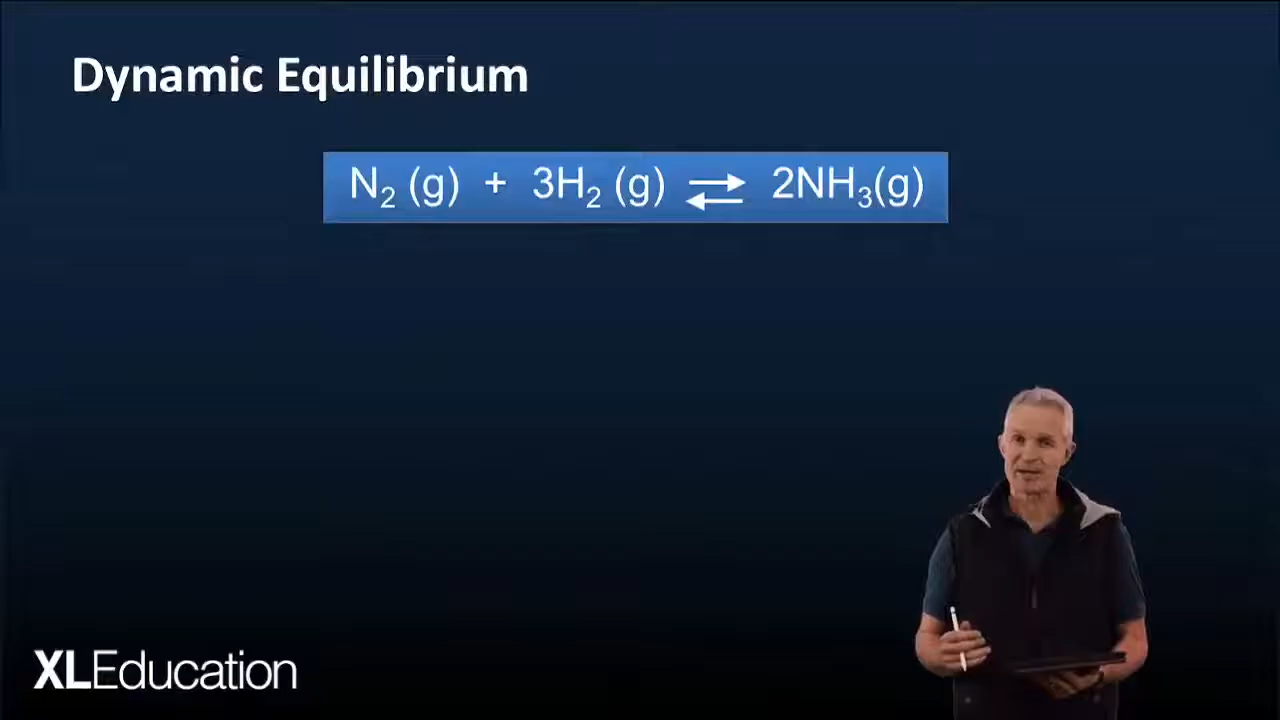 Dynamic Equilibrium
N₂ (g) + 3H₂ (g) ⇄ 2NH₃(g)
XLEducation